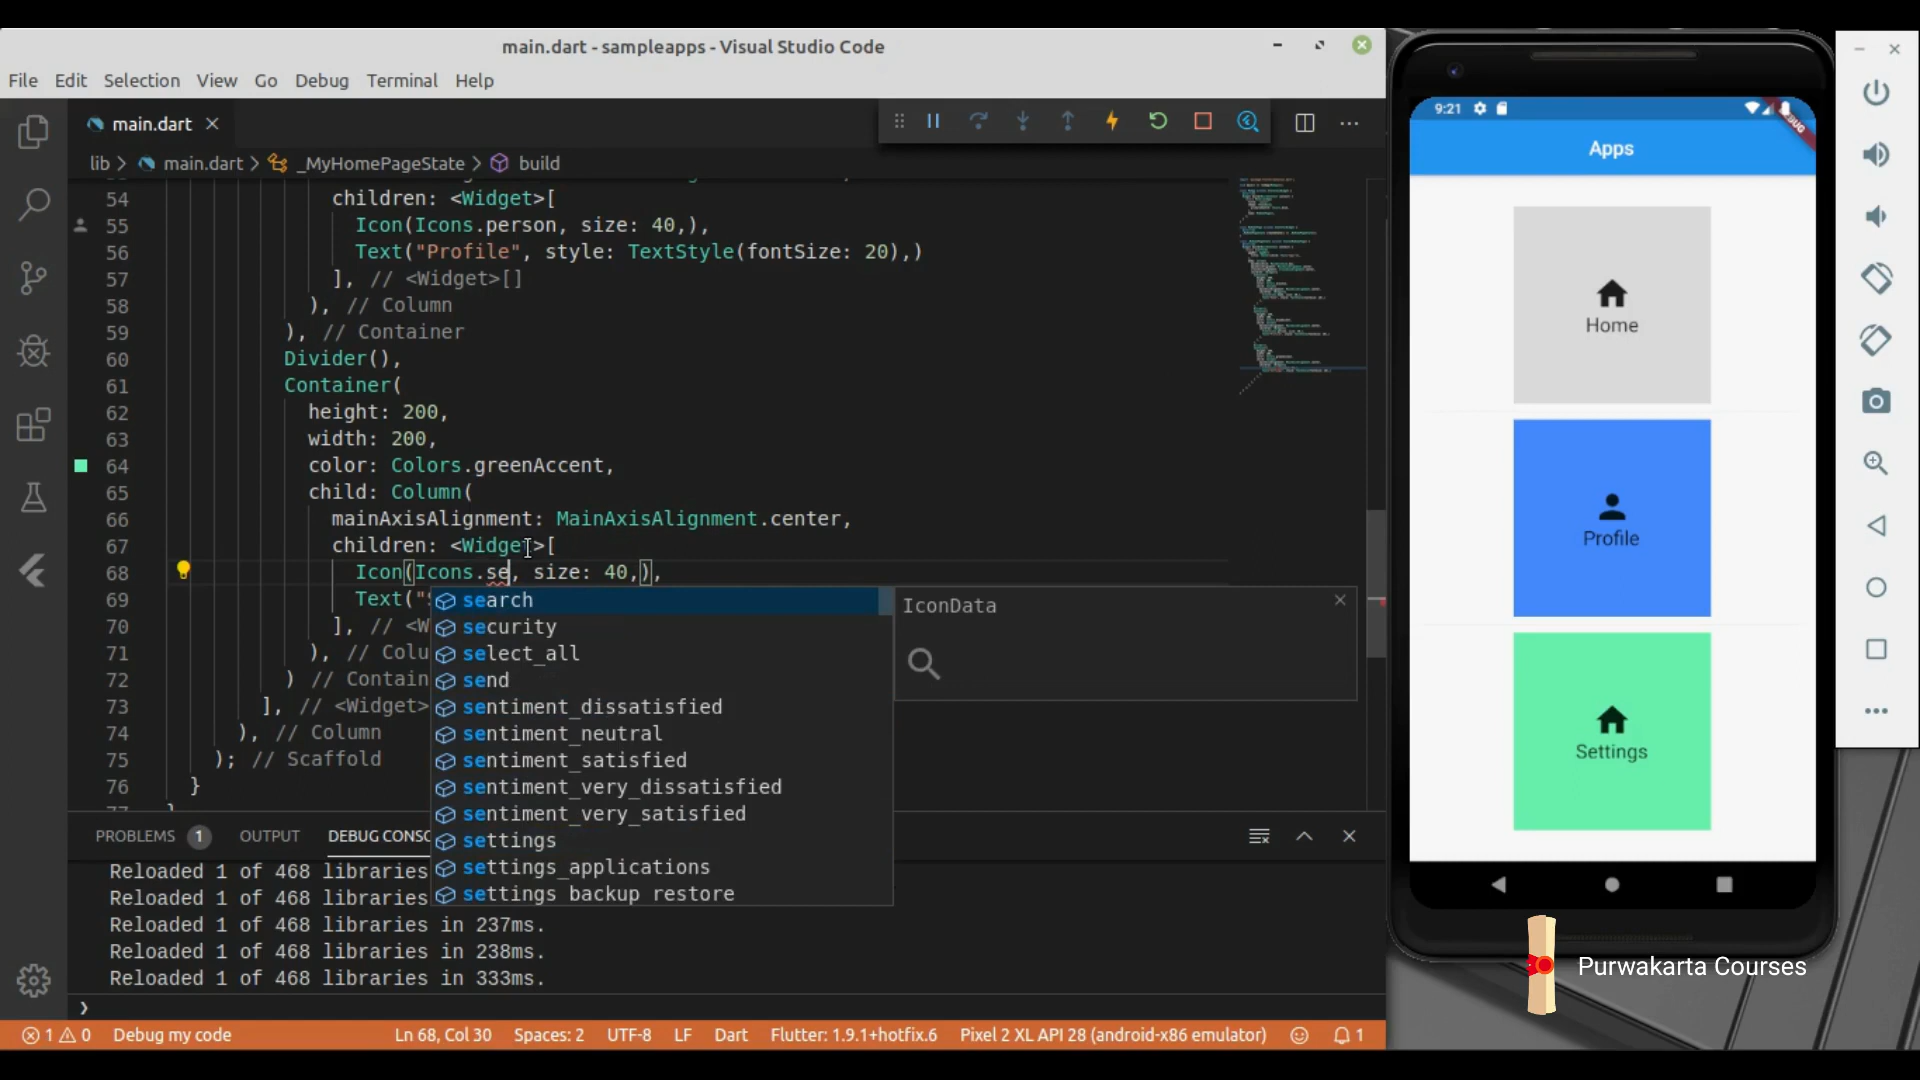 main.dart - sampleapps - Visual Studio Code
File Edit Selection View Go Debug Terminal Help
main.dart
lib > main.dart > _MyHomePageState > build
54 children: <Widget>[
55 Icon(Icons.person, size: 40,),
56 Text("Profile", style: TextStyle(fontSize: 20),)
57 ], // <Widget>[]
58 ), // Column
59 ), // Container
60 Divider(),
61 Container(
62 height: 200,
63 width: 200,
64 color: Colors.greenAccent,
65 child: Column(
66 mainAxisAlignment: MainAxisAlignment.center,
67 children: <Widget>[
68 Icon(Icons.se, size: 40,),
69 Text("
70 ], // <W
71 ), // Colu
72 ) // Contain
73 ], // <Widget>
74 ), // Column
75 ); // Scaffold
76 }
search
security
select_all
send
sentiment_dissatisfied
sentiment_neutral
sentiment_satisfied
sentiment_very_dissatisfied
sentiment_very_satisfied
settings
settings_applications
settings_backup_restore
IconData
PROBLEMS 1 OUTPUT DEBUG CONSO
Reloaded 1 of 468 libraries
Reloaded 1 of 468 libraries
Reloaded 1 of 468 libraries in 237ms.
Reloaded 1 of 468 libraries in 238ms.
Reloaded 1 of 468 libraries in 333ms.
1 0 Debug my code Ln 68, Col 30 Spaces: 2 UTF-8 LF Dart Flutter: 1.9.1+hotfix.6 Pixel 2 XL API 28 (android-x86 emulator) 1
9:21
Apps
Home
Profile
Settings
Purwakarta Courses